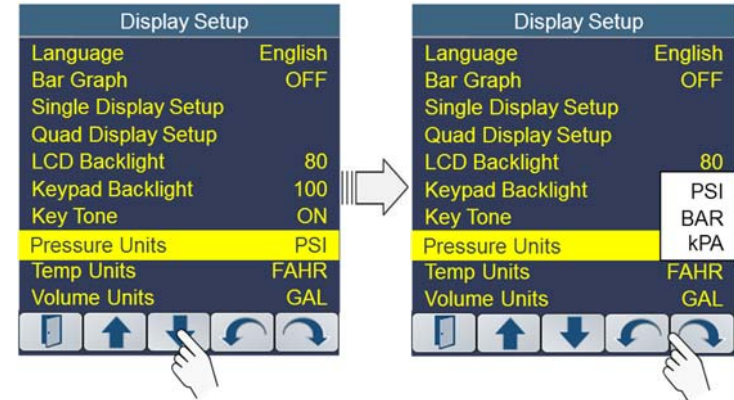 Display Setup
Language English
Bar Graph OFF
Single Display Setup
Quad Display Setup
LCD Backlight 80
Keypad Backlight 100
Key Tone ON
Pressure Units PSI
Temp Units FAHR
Volume Units GAL
Display Setup
Language English
Bar Graph OFF
Single Display Setup
Quad Display Setup
LCD Backlight 80
Keypad Backlight PSI
Key Tone BAR
Pressure Units kPA
Temp Units FAHR
Volume Units GAL